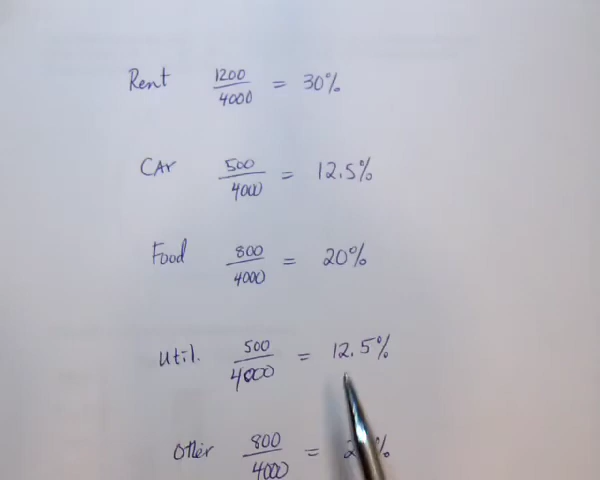 Rent 1200/4000 = 30%
CAr 500/4000 = 12.5%
Food 800/4000 = 20%
Util. 500/4000 = 12.5%
Other 800/4000 = 2 %